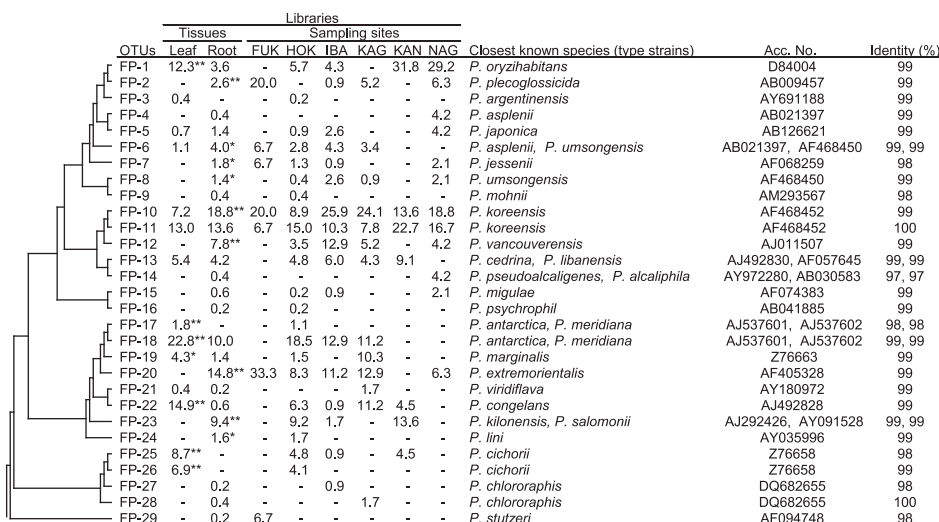 Libraries
Tissues Sampling sites
OTUs Leaf Root FUK HOK IBA KAG KAN NAG Closest known species (type strains) Acc. No. Identity (%)
FP-1 12.3** 3.6 - 5.7 4.3 - 31.8 29.2 P. oryzihabitans D84004 99
FP-2 - 2.6** 20.0 - 0.9 5.2 - 6.3 P. plecoglossicida AB009457 99
FP-3 0.4 - - 0.2 - - - - P. argentinensis AY691188 99
FP-4 - 0.4 - - - - - 4.2 P. asplenii AB021397 99
FP-5 0.7 1.4 - 0.9 2.6 - - 4.2 P. japonica AB126621 99
FP-6 1.1 4.0* 6.7 2.8 4.3 3.4 - - P. asplenii, P. umsongensis AB021397, AF468450 99, 99
FP-7 - 1.8* 6.7 1.3 0.9 - - 2.1 P. jessenii AF068259 98
FP-8 - 1.4* - 0.4 2.6 0.9 - 2.1 P. umsongensis AF468450 99
FP-9 - 0.4 - 0.4 - - - - P. mohnii AM293567 98
FP-10 7.2 18.8** 20.0 8.9 25.9 24.1 13.6 18.8 P. koreensis AF468452 99
FP-11 13.0 13.6 6.7 15.0 10.3 7.8 22.7 16.7 P. koreensis AF468452 100
FP-12 - 7.8** - 3.5 12.9 5.2 - 4.2 P. vancouverensis AJ011507 99
FP-13 5.4 4.2 - 4.8 6.0 4.3 9.1 - P. cedrina, P. libanensis AJ492830, AF057645 99, 99
FP-14 - 0.4 - - - - - 4.2 P. pseudoalcaligenes, P. alcaliphila AY972280, AB030583 97, 97
FP-15 - 0.6 - 0.2 0.9 - - 2.1 P. migulae AF074383 99
FP-16 - 0.2 - 0.2 - - - - P. psychrophil AB041885 99
FP-17 1.8** - - 1.1 - - - - P. antarctica, P. meridiana AJ537601, AJ537602 98, 98
FP-18 22.8** 10.0 - 18.5 12.9 11.2 - - P. antarctica, P. meridiana AJ537601, AJ537602 99, 99
FP-19 4.3* 1.4 - 1.5 - 10.3 - - P. marginalis Z76663 99
FP-20 - 14.8** 33.3 8.3 11.2 12.9 - 6.3 P. extremorientalis AF405328 99
FP-21 0.4 0.2 - - - 1.7 - - P. viridiflava AY180972 99
FP-22 14.9** 0.6 - 6.3 0.9 11.2 4.5 - P. congelans AJ492828 99
FP-23 - 9.4** - 9.2 1.7 - 13.6 - P. kilonensis, P. salomonii AJ292426, AY091528 99, 99
FP-24 - 1.6* - 1.7 - - - - P. lini AY035996 99
FP-25 8.7** - - 4.8 0.9 - 4.5 - P. cichorii Z76658 98
FP-26 6.9** - - 4.1 - - - - P. cichorii Z76658 99
FP-27 - 0.2 - - 0.9 - - - P. chlororaphis DQ682655 98
FP-28 - 0.4 - - - 1.7 - - P. chlororaphis DQ682655 100
FP-29 - 0.2 6.7 - - - - - P. stutzeri AF094748 98